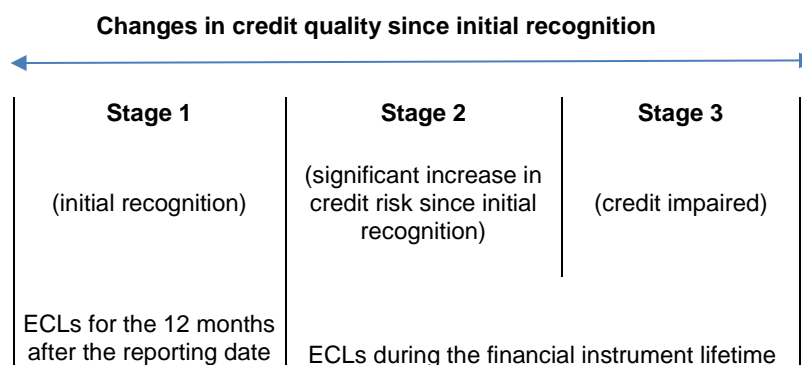 Changes in credit quality since initial recognition
Stage 1
Stage 2
Stage 3
(initial recognition)
(significant increase in
credit risk since initial
recognition)
(credit impaired)
ECLs for the 12 months
after the reporting date
ECLs during the financial instrument lifetime